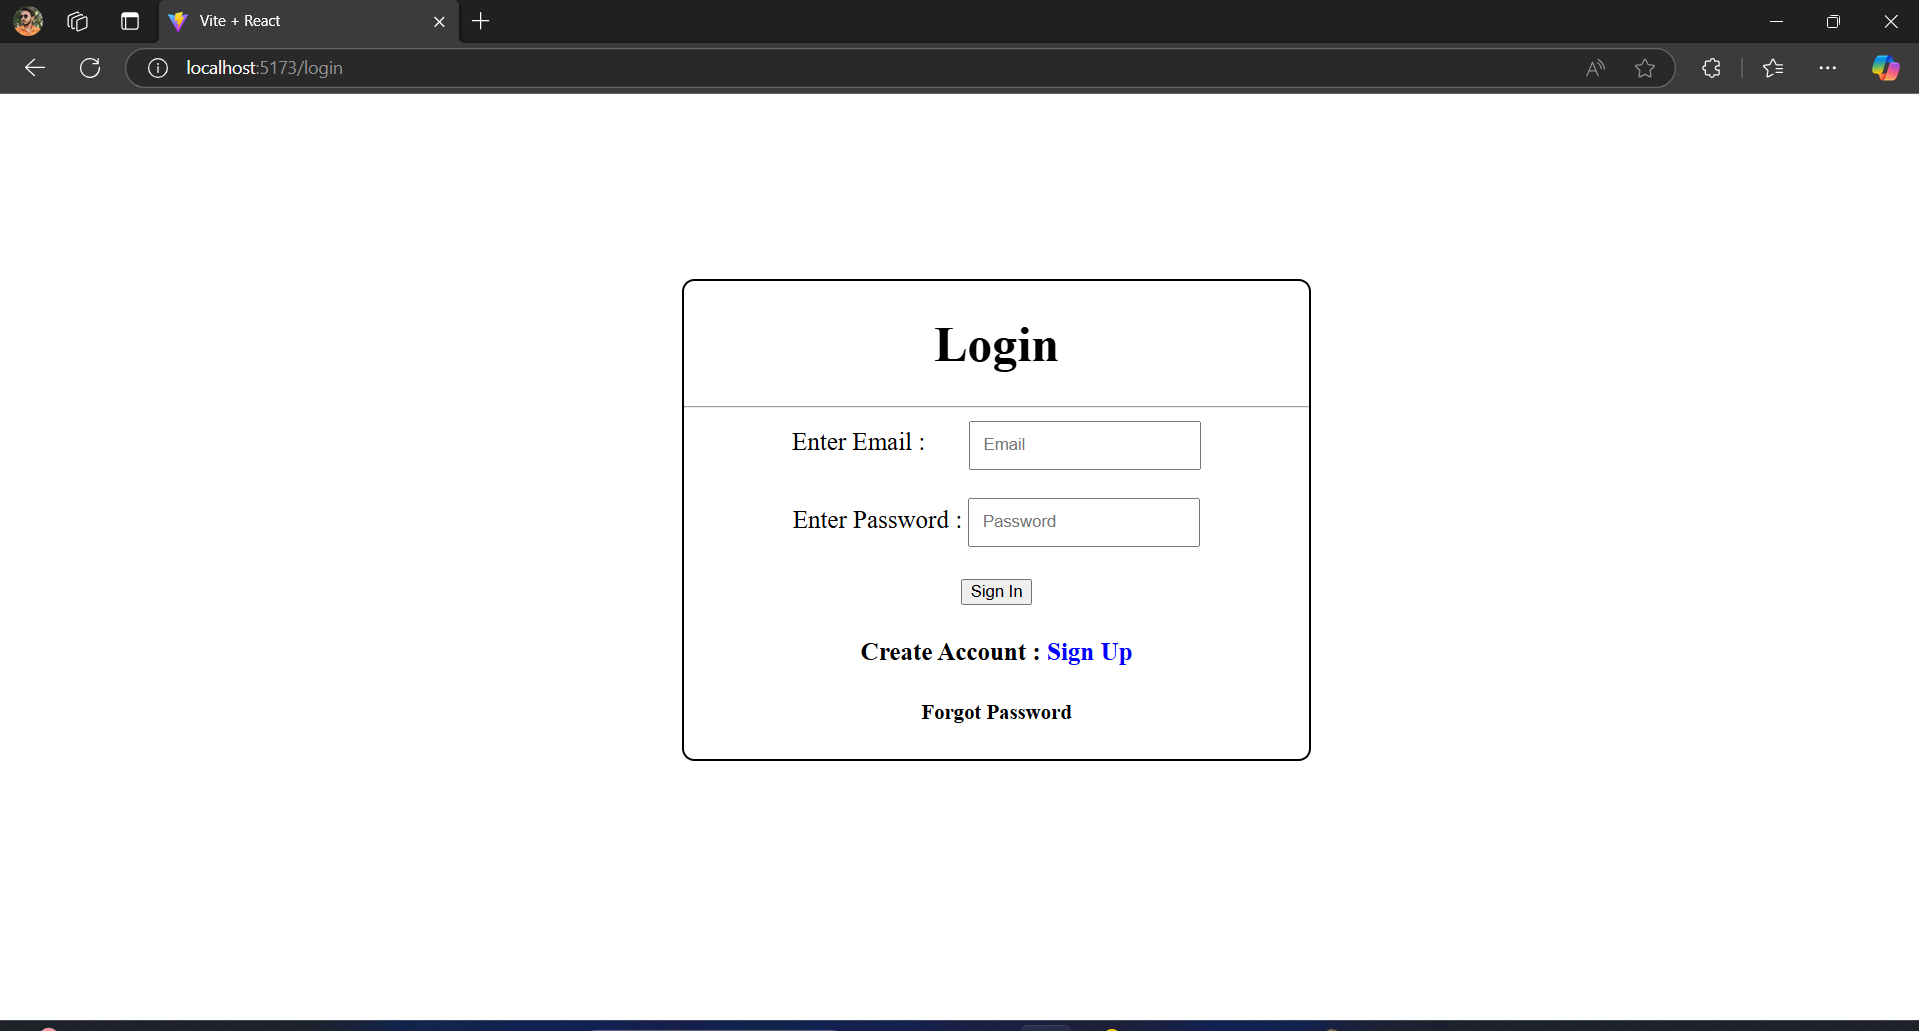 Vite + React
localhost:5173/login
Login
Enter Email :
Email
Enter Password :
Password
Sign In
Create Account : Sign Up
Forgot Password